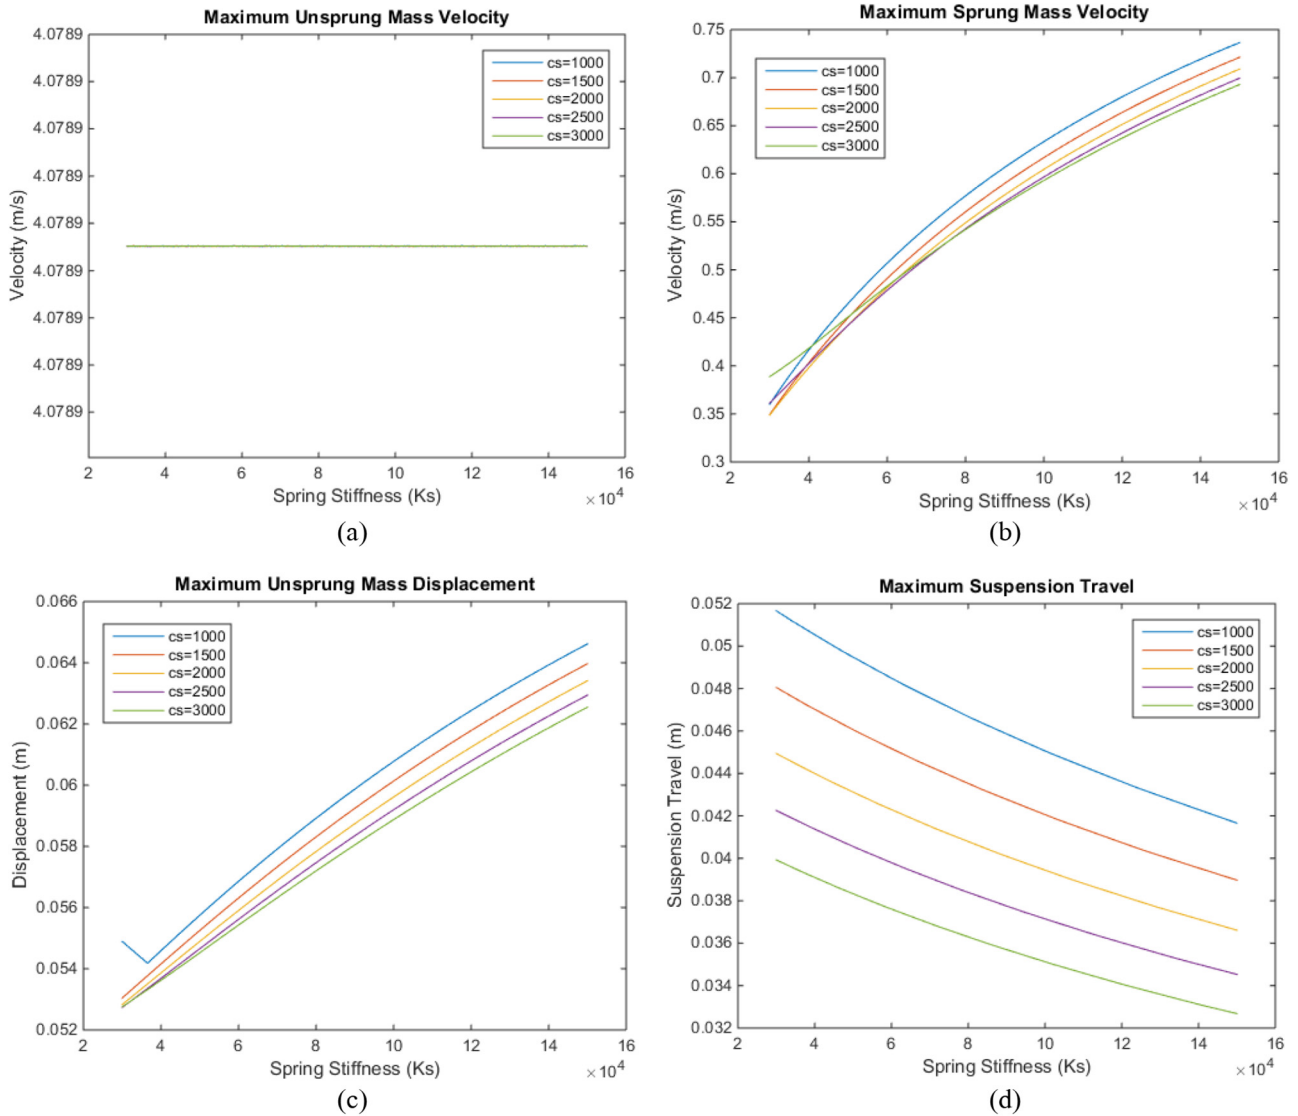 Maximum Unsprung Mass Velocity
4.0789
4.0789
4.0789
4.0789
4.0789
4.0789
4.0789
4.0789
4.0789
Velocity (m/s)
cs=1000
cs=1500
cs=2000
cs=2500
cs=3000
2 4 6 8 10 12 14 16
Spring Stiffness (Ks)
×10⁴
(a)
Maximum Sprung Mass Velocity
0.75
0.7
0.65
0.6
0.55
0.5
0.45
0.4
0.35
0.3
Velocity (m/s)
cs=1000
cs=1500
cs=2000
cs=2500
cs=3000
2 4 6 8 10 12 14 16
Spring Stiffness (Ks)
×10⁴
(b)
Maximum Unsprung Mass Displacement
0.066
0.064
0.062
0.06
0.058
0.056
0.054
0.052
Displacement (m)
cs=1000
cs=1500
cs=2000
cs=2500
cs=3000
2 4 6 8 10 12 14 16
Spring Stiffness (Ks)
×10⁴
(c)
Maximum Suspension Travel
0.052
0.05
0.048
0.046
0.044
0.042
0.04
0.038
0.036
0.034
0.032
Suspension Travel (m)
cs=1000
cs=1500
cs=2000
cs=2500
cs=3000
2 4 6 8 10 12 14 16
Spring Stiffness (Ks)
×10⁴
(d)